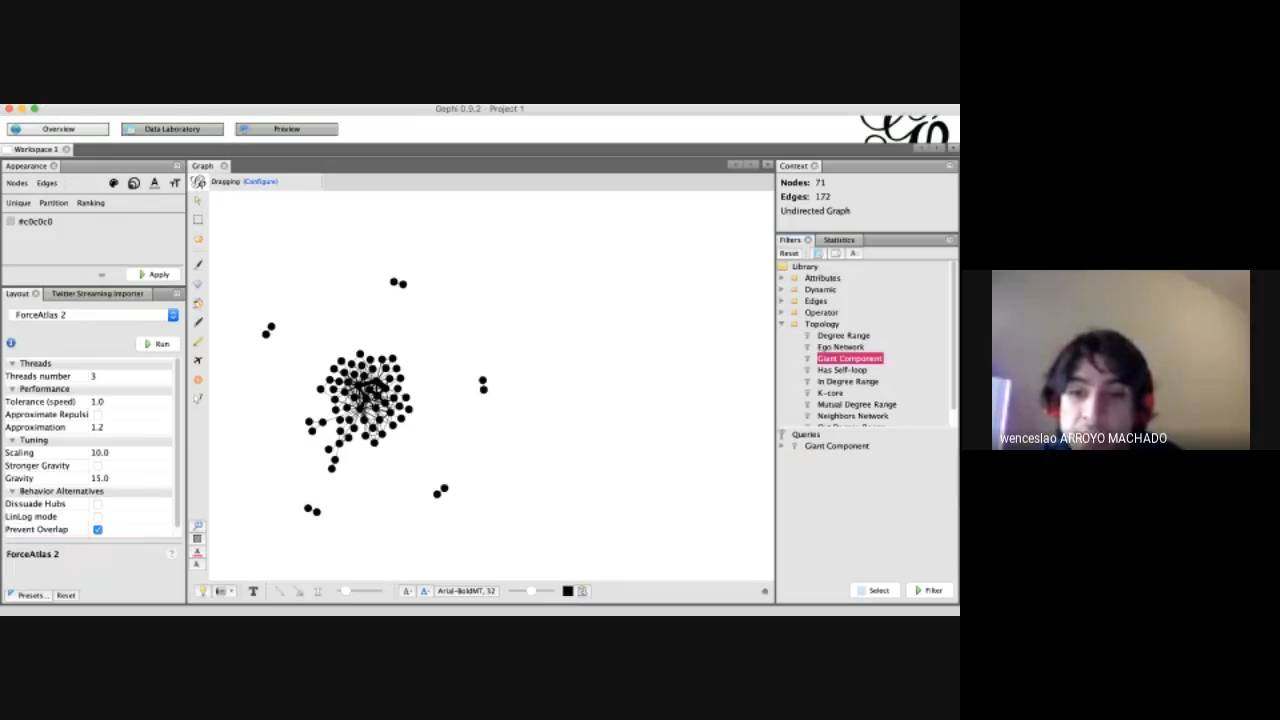 Gephi 0.9.2 - Project 1
Overview
Data Laboratory
Preview
Workspace 1
Appearance
Nodes Edges
Unique Partition Ranking
#c0c0c0
Apply
Layout
Twitter Streaming Importer
ForceAtlas 2
Run
Threads
Threads number 3
Performance
Tolerance (speed) 1.0
Approximate Repulsi
Approximation 1.2
Tuning
Scaling 10.0
Stronger Gravity
Gravity 15.0
Behavior Alternatives
Dissuade Hubs
LinLog mode
Prevent Overlap
ForceAtlas 2
Presets... Reset
Graph
Dragging (Configure)
Arial-BoldMT, 32
Context
Nodes: 71
Edges: 172
Undirected Graph
Filters
Statistics
Reset
Library
Attributes
Dynamic
Edges
Operator
Topology
Degree Range
Ego Network
Giant Component
Has Self-loop
In Degree Range
K-core
Mutual Degree Range
Neighbors Network
Queries
Giant Component
Select
Filter
wenceslao ARROYO MACHADO